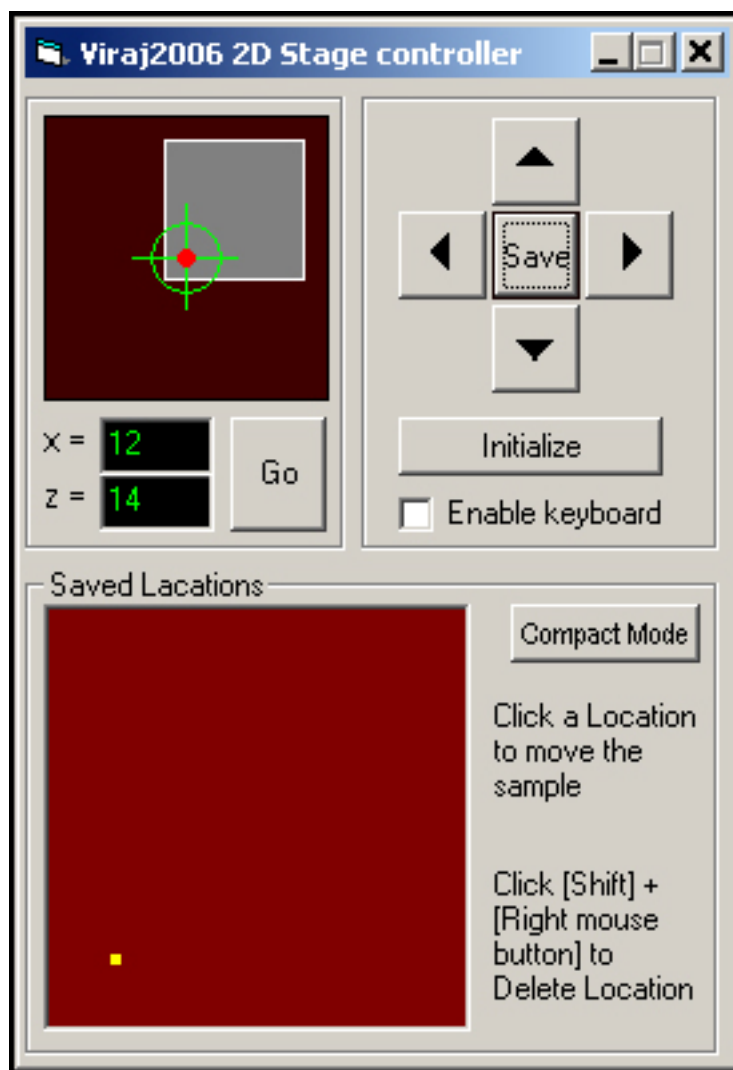 Viraj2006 2D Stage controller
Save
x = 12
z = 14
Go
Initialize
Enable keyboard
Saved Lacations
Compact Mode
Click a Location
to move the
sample
Click [Shift] +
[Right mouse
button] to
Delete Location